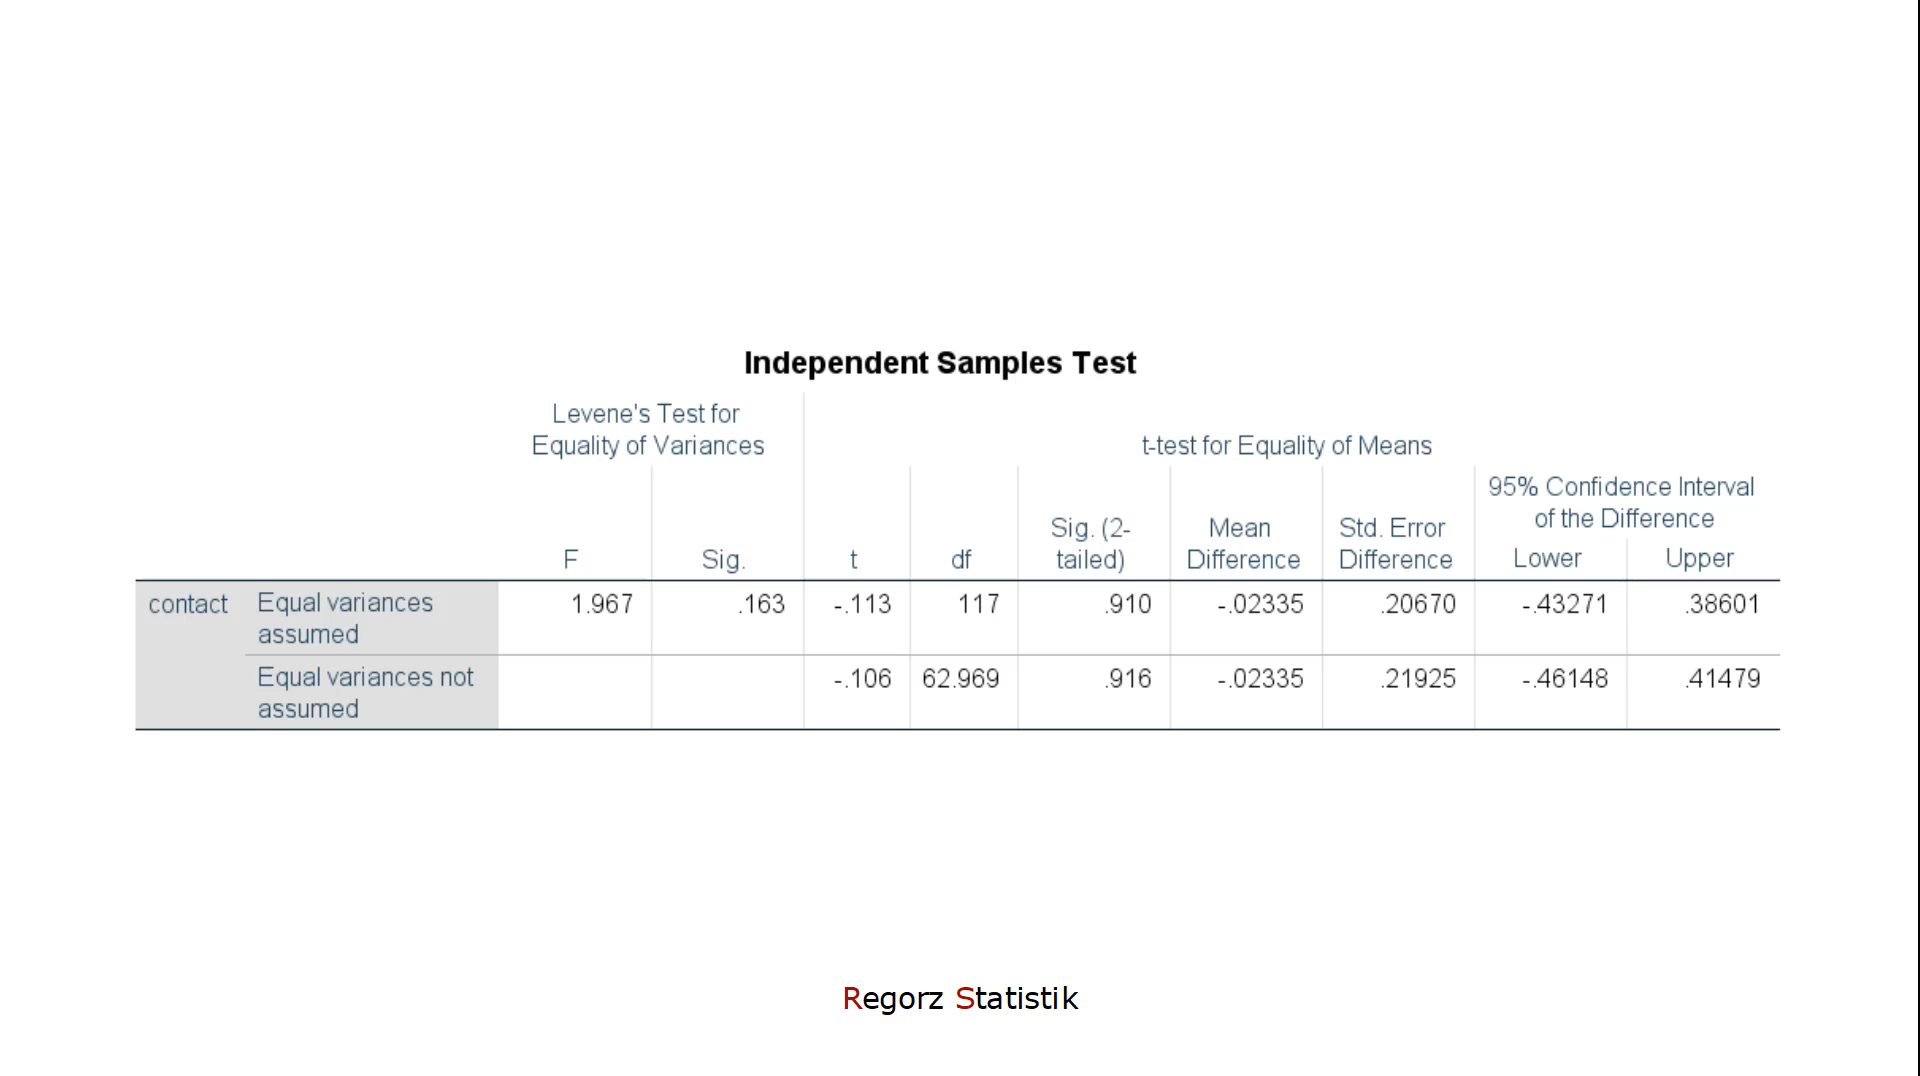 Independent Samples Test
Levene's Test for
Equality of Variances
t-test for Equality of Means
F
Sig.
t
df
Sig. (2-
tailed)
Mean
Difference
Std. Error
Difference
95% Confidence Interval
of the Difference
Lower
Upper
contact
Equal variances
assumed
1.967 .163 -.113 117 .910 -.02335 .20670 -.43271 .38601
Equal variances not
assumed
-.106 62.969 .916 -.02335 .21925 -.46148 .41479
Regorz Statistik